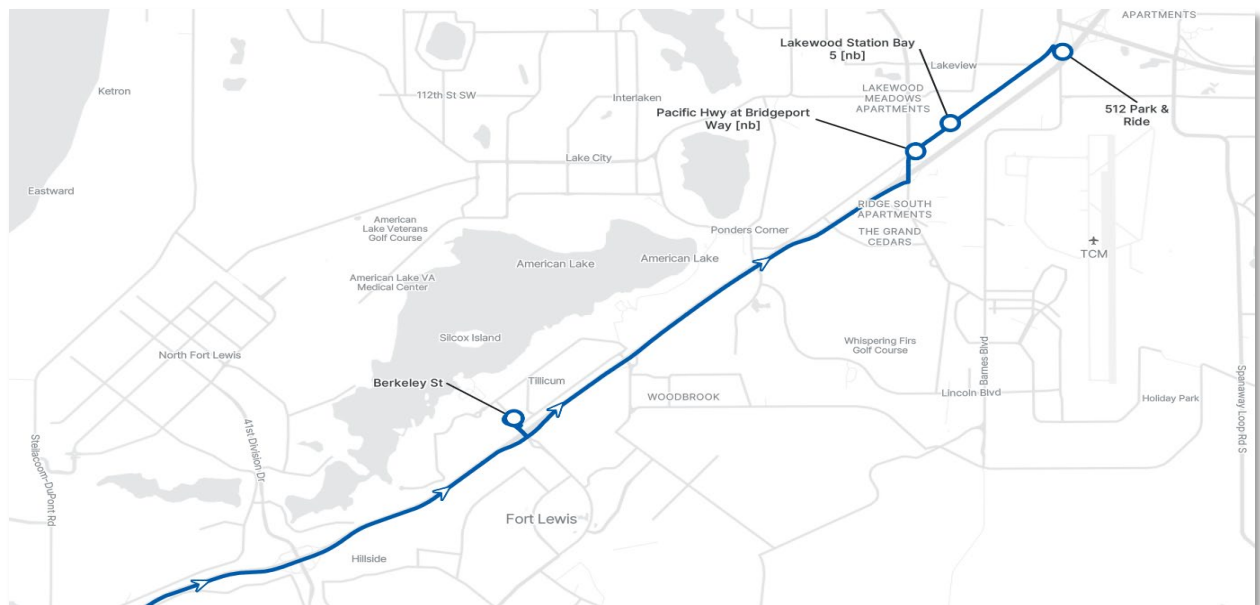 APARTMENTS
Lakewood Station Bay
5 [nb]
Lakeview
Ketron
112th St SW
Interlaken
LAKEWOOD
MEADOWS
APARTMENTS
512 Park &
Ride
Pacific Hwy at Bridgeport
Way [nb]
Lake City
Eastward
RIDGE SOUTH
APARTMENTS
American
Lake Veterans
Golf Course
Ponders Corner
THE GRAND
CEDARS
TCM
American Lake
American Lake
American Lake VA
Medical Center
Silcox Island
Whispering Firs
Golf Course
Barnes Blvd
North Fort Lewis
Berkeley St
Tillicum
WOODBROOK
Lincoln Blvd
Holiday Park
Spanaway Loop Rd S
41st Division Dr
Steilacoom-DuPont Rd
Fort Lewis
Hillside